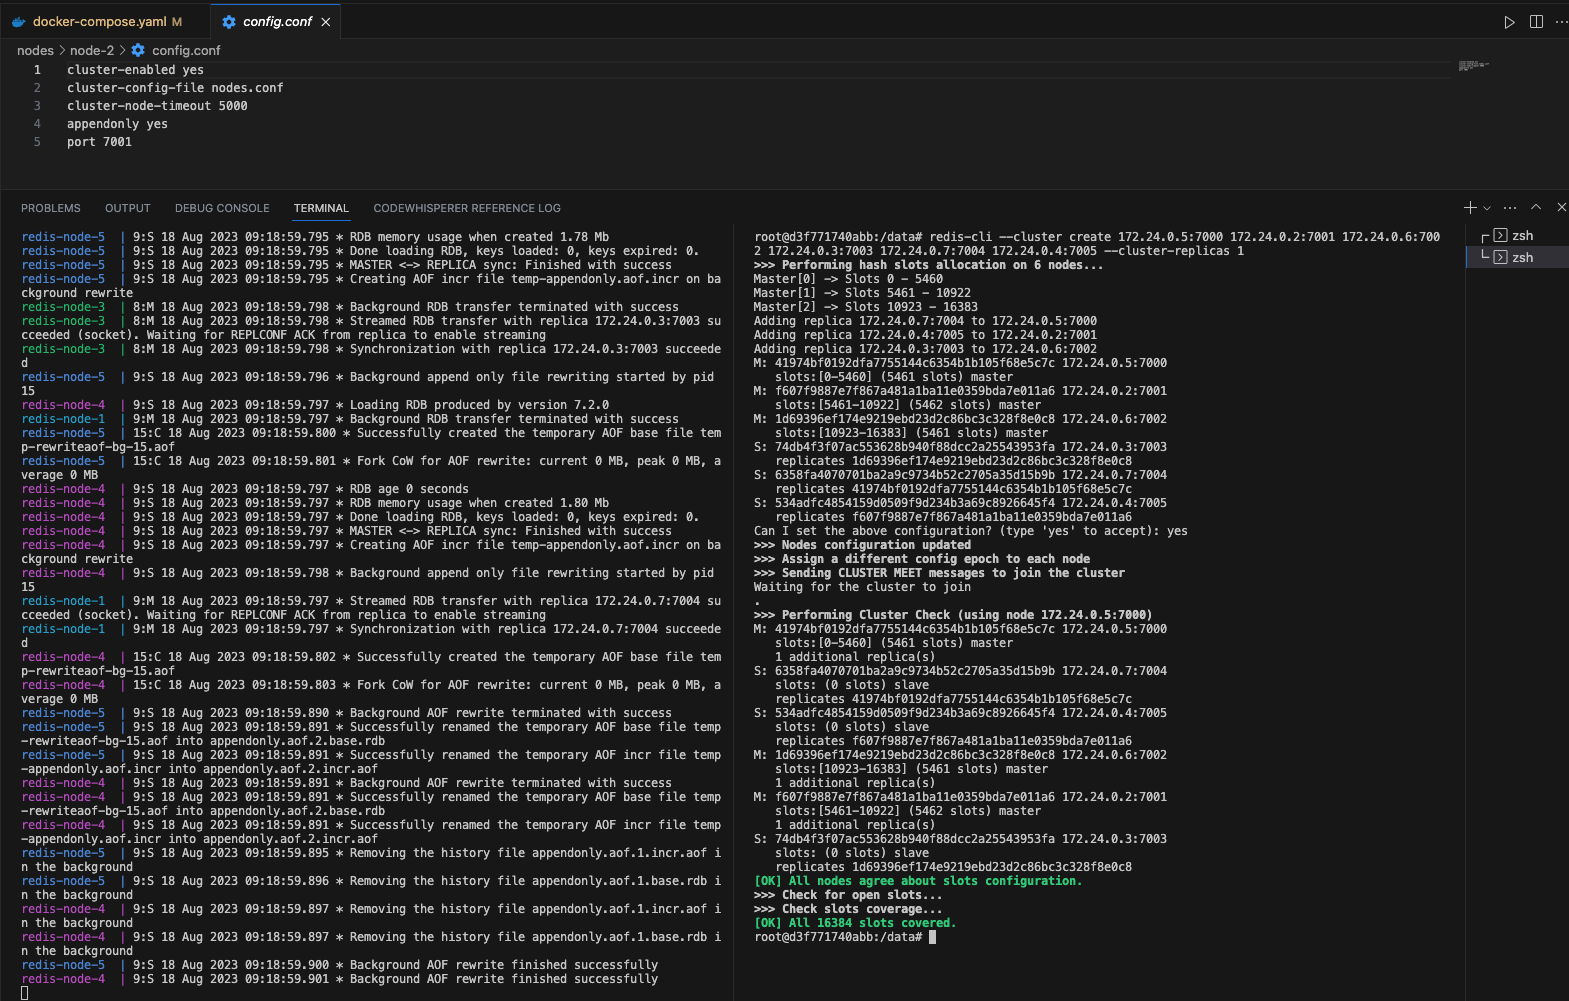 docker-compose.yaml M
config.conf
nodes > node-2 > config.conf
1 cluster-enabled yes
2 cluster-config-file nodes.conf
3 cluster-node-timeout 5000
4 appendonly yes
5 port 7001
PROBLEMS OUTPUT DEBUG CONSOLE TERMINAL CODEWHISPERER REFERENCE LOG
redis-node-5 | 9:S 18 Aug 2023 09:18:59.795 * RDB memory usage when created 1.78 Mb
redis-node-5 | 9:S 18 Aug 2023 09:18:59.795 * Done loading RDB, keys loaded: 0, keys expired: 0.
redis-node-5 | 9:S 18 Aug 2023 09:18:59.795 * MASTER <-> REPLICA sync: Finished with success
redis-node-5 | 9:S 18 Aug 2023 09:18:59.795 * Creating AOF incr file temp-appendonly.aof.incr on ba
ckground rewrite
redis-node-3 | 8:M 18 Aug 2023 09:18:59.798 * Background RDB transfer terminated with success
redis-node-3 | 8:M 18 Aug 2023 09:18:59.798 * Streamed RDB transfer with replica 172.24.0.3:7003 su
cceeded (socket). Waiting for REPLCONF ACK from replica to enable streaming
redis-node-3 | 8:M 18 Aug 2023 09:18:59.798 * Synchronization with replica 172.24.0.3:7003 succeede
d
redis-node-5 | 9:S 18 Aug 2023 09:18:59.796 * Background append only file rewriting started by pid
15
redis-node-4 | 9:S 18 Aug 2023 09:18:59.797 * Loading RDB produced by version 7.2.0
redis-node-1 | 9:M 18 Aug 2023 09:18:59.797 * Background RDB transfer terminated with success
redis-node-5 | 15:C 18 Aug 2023 09:18:59.800 * Successfully created the temporary AOF base file tem
p-rewriteaof-bg-15.aof
redis-node-5 | 15:C 18 Aug 2023 09:18:59.801 * Fork CoW for AOF rewrite: current 0 MB, peak 0 MB, a
verage 0 MB
redis-node-4 | 9:S 18 Aug 2023 09:18:59.797 * RDB age 0 seconds
redis-node-4 | 9:S 18 Aug 2023 09:18:59.797 * RDB memory usage when created 1.80 Mb
redis-node-4 | 9:S 18 Aug 2023 09:18:59.797 * Done loading RDB, keys loaded: 0, keys expired: 0.
redis-node-4 | 9:S 18 Aug 2023 09:18:59.797 * MASTER <-> REPLICA sync: Finished with success
redis-node-4 | 9:S 18 Aug 2023 09:18:59.797 * Creating AOF incr file temp-appendonly.aof.incr on ba
ckground rewrite
redis-node-4 | 9:S 18 Aug 2023 09:18:59.798 * Background append only file rewriting started by pid
15
redis-node-1 | 9:M 18 Aug 2023 09:18:59.797 * Streamed RDB transfer with replica 172.24.0.7:7004 su
cceeded (socket). Waiting for REPLCONF ACK from replica to enable streaming
redis-node-1 | 9:M 18 Aug 2023 09:18:59.797 * Synchronization with replica 172.24.0.7:7004 succeede
d
redis-node-4 | 15:C 18 Aug 2023 09:18:59.802 * Successfully created the temporary AOF base file tem
p-rewriteaof-bg-15.aof
redis-node-4 | 15:C 18 Aug 2023 09:18:59.803 * Fork CoW for AOF rewrite: current 0 MB, peak 0 MB, a
verage 0 MB
redis-node-5 | 9:S 18 Aug 2023 09:18:59.890 * Background AOF rewrite terminated with success
redis-node-5 | 9:S 18 Aug 2023 09:18:59.891 * Successfully renamed the temporary AOF base file temp
-rewriteaof-bg-15.aof into appendonly.aof.2.base.rdb
redis-node-5 | 9:S 18 Aug 2023 09:18:59.891 * Successfully renamed the temporary AOF incr file temp
-appendonly.aof.incr into appendonly.aof.2.incr.aof
redis-node-4 | 9:S 18 Aug 2023 09:18:59.891 * Background AOF rewrite terminated with success
redis-node-4 | 9:S 18 Aug 2023 09:18:59.891 * Successfully renamed the temporary AOF base file temp
-rewriteaof-bg-15.aof into appendonly.aof.2.base.rdb
redis-node-4 | 9:S 18 Aug 2023 09:18:59.891 * Successfully renamed the temporary AOF incr file temp
-appendonly.aof.incr into appendonly.aof.2.incr.aof
redis-node-5 | 9:S 18 Aug 2023 09:18:59.895 * Removing the history file appendonly.aof.1.incr.aof i
n the background
redis-node-5 | 9:S 18 Aug 2023 09:18:59.896 * Removing the history file appendonly.aof.1.base.rdb i
n the background
redis-node-4 | 9:S 18 Aug 2023 09:18:59.897 * Removing the history file appendonly.aof.1.incr.aof i
n the background
redis-node-4 | 9:S 18 Aug 2023 09:18:59.897 * Removing the history file appendonly.aof.1.base.rdb i
n the background
redis-node-5 | 9:S 18 Aug 2023 09:18:59.900 * Background AOF rewrite finished successfully
redis-node-4 | 9:S 18 Aug 2023 09:18:59.901 * Background AOF rewrite finished successfully
root@d3f771740abb:/data# redis-cli --cluster create 172.24.0.5:7000 172.24.0.2:7001 172.24.0.6:700
2 172.24.0.3:7003 172.24.0.7:7004 172.24.0.4:7005 --cluster-replicas 1
>>> Performing hash slots allocation on 6 nodes...
Master[0] -> Slots 0 - 5460
Master[1] -> Slots 5461 - 10922
Master[2] -> Slots 10923 - 16383
Adding replica 172.24.0.7:7004 to 172.24.0.5:7000
Adding replica 172.24.0.4:7005 to 172.24.0.2:7001
Adding replica 172.24.0.3:7003 to 172.24.0.6:7002
M: 41974bf0192dfa7755144c6354b1b105f68e5c7c 172.24.0.5:7000
slots:[0-5460] (5461 slots) master
M: f607f9887e7f867a481a1ba11e0359bda7e011a6 172.24.0.2:7001
slots:[5461-10922] (5462 slots) master
M: 1d69396ef174e9219ebd23d2c86bc3c328f8e0c8 172.24.0.6:7002
slots:[10923-16383] (5461 slots) master
S: 74db4f3f07ac553628b940f88dcc2a25543953fa 172.24.0.3:7003
replicates 1d69396ef174e9219ebd23d2c86bc3c328f8e0c8
S: 6358fa4070701ba2a9c9734b52c2705a35d15b9b 172.24.0.7:7004
replicates 41974bf0192dfa7755144c6354b1b105f68e5c7c
S: 534adfc4854159d0509f9d234b3a69c8926645f4 172.24.0.4:7005
replicates f607f9887e7f867a481a1ba11e0359bda7e011a6
Can I set the above configuration? (type 'yes' to accept): yes
>>> Nodes configuration updated
>>> Assign a different config epoch to each node
>>> Sending CLUSTER MEET messages to join the cluster
Waiting for the cluster to join
.
>>> Performing Cluster Check (using node 172.24.0.5:7000)
M: 41974bf0192dfa7755144c6354b1b105f68e5c7c 172.24.0.5:7000
slots:[0-5460] (5461 slots) master
1 additional replica(s)
S: 6358fa4070701ba2a9c9734b52c2705a35d15b9b 172.24.0.7:7004
slots: (0 slots) slave
replicates 41974bf0192dfa7755144c6354b1b105f68e5c7c
S: 534adfc4854159d0509f9d234b3a69c8926645f4 172.24.0.4:7005
slots: (0 slots) slave
replicates f607f9887e7f867a481a1ba11e0359bda7e011a6
M: 1d69396ef174e9219ebd23d2c86bc3c328f8e0c8 172.24.0.6:7002
slots:[10923-16383] (5461 slots) master
1 additional replica(s)
M: f607f9887e7f867a481a1ba11e0359bda7e011a6 172.24.0.2:7001
slots:[5461-10922] (5462 slots) master
1 additional replica(s)
S: 74db4f3f07ac553628b940f88dcc2a25543953fa 172.24.0.3:7003
slots: (0 slots) slave
replicates 1d69396ef174e9219ebd23d2c86bc3c328f8e0c8
[OK] All nodes agree about slots configuration.
>>> Check for open slots...
>>> Check slots coverage...
[OK] All 16384 slots covered.
root@d3f771740abb:/data#
zsh
zsh